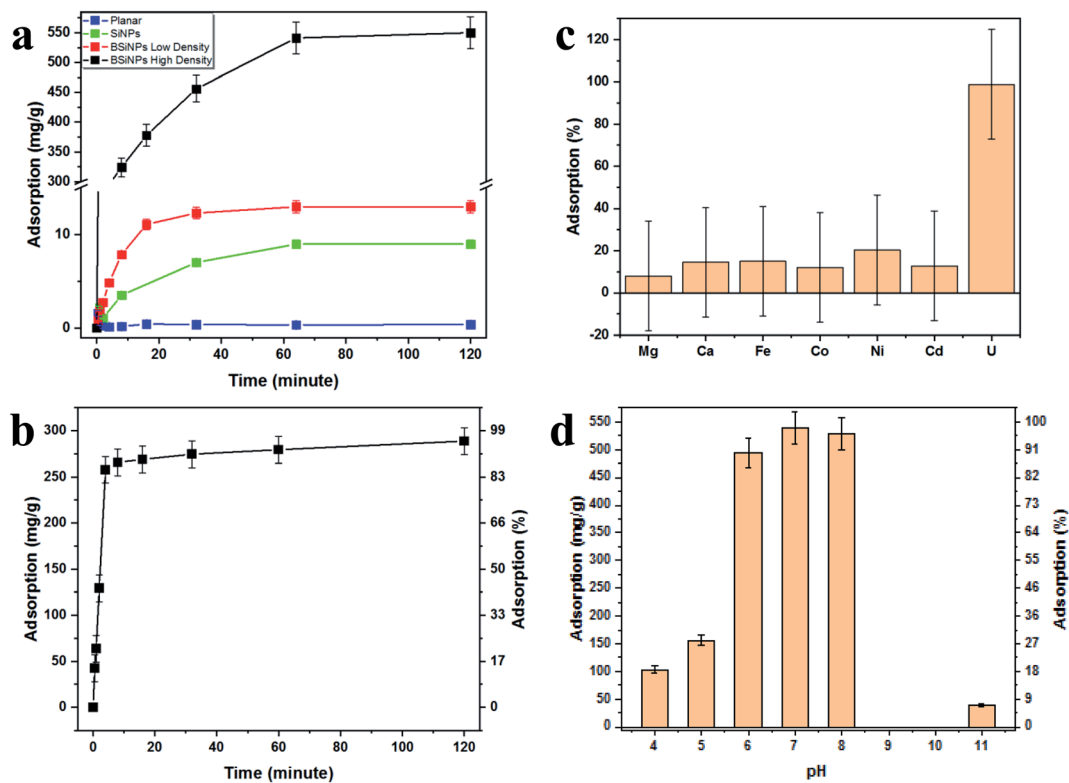 a
Planar
SiNPs
BSiNPs Low Density
BSiNPs High Density
550
500
450
400
350
300
10
0
Adsorption (mg/g)
0 20 40 60 80 100 120
Time (minute)
c
120
100
80
60
40
20
0
-20
Adsorption (%)
Mg Ca Fe Co Ni Cd U
b
300
250
200
150
100
50
0
Adsorption (mg/g)
99
83
66
50
33
17
0
Adsorption (%)
0 20 40 60 80 100 120
Time (minute)
d
550
500
450
400
350
300
250
200
150
100
50
0
Adsorption (mg/g)
100
91
82
73
64
55
46
36
27
18
9
0
Adsorption (%)
4 5 6 7 8 9 10 11
pH